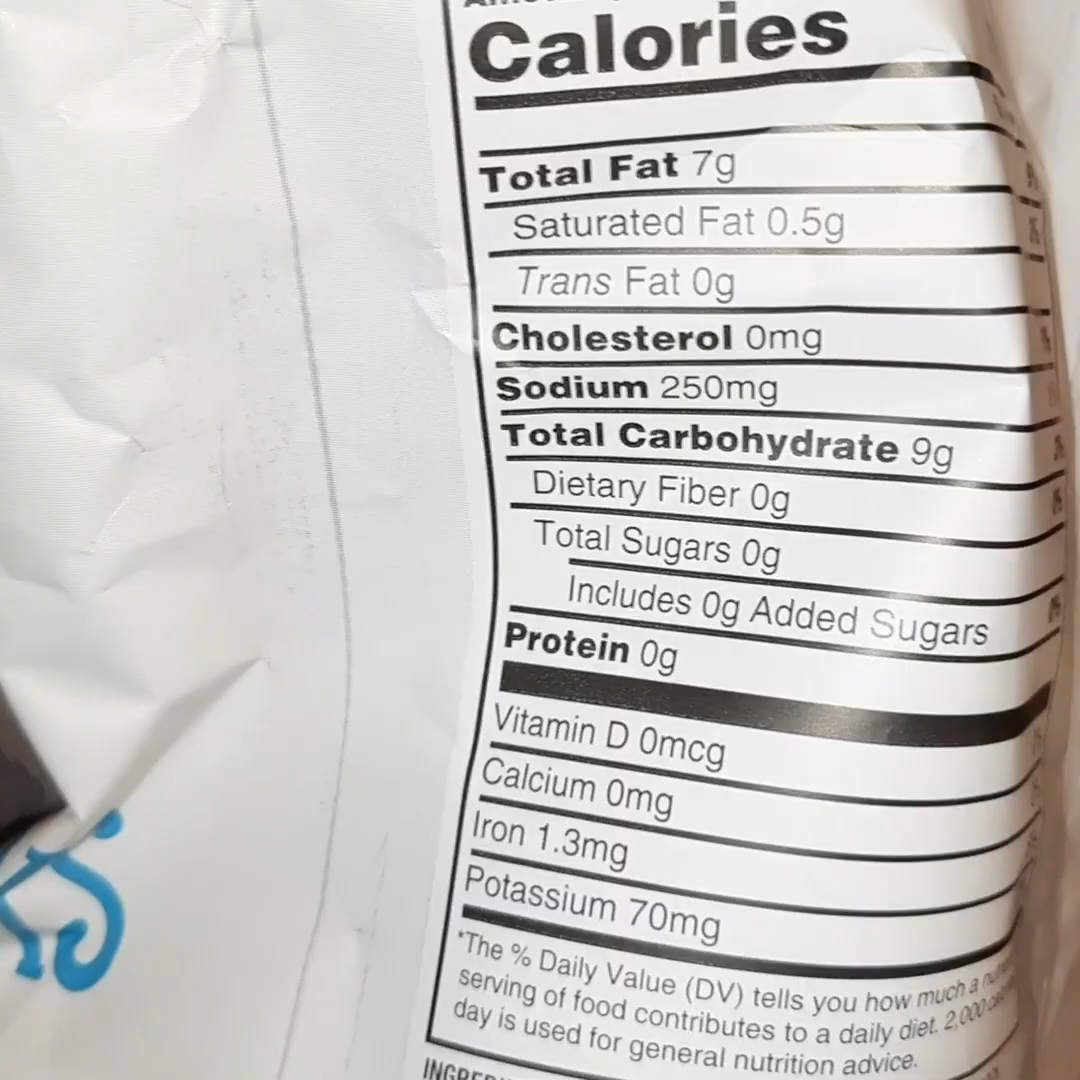 Calories
Total Fat 7g
Saturated Fat 0.5g
Trans Fat 0g
Cholesterol 0mg
Sodium 250mg
Total Carbohydrate 9g
Dietary Fiber 0g
Total Sugars 0g
Includes 0g Added Sugars
Protein 0g
Vitamin D 0mcg
Calcium 0mg
Iron 1.3mg
Potassium 70mg
*The % Daily Value (DV) tells you how much a
serving of food contributes to a daily diet. 2,000
day is used for general nutrition advice.